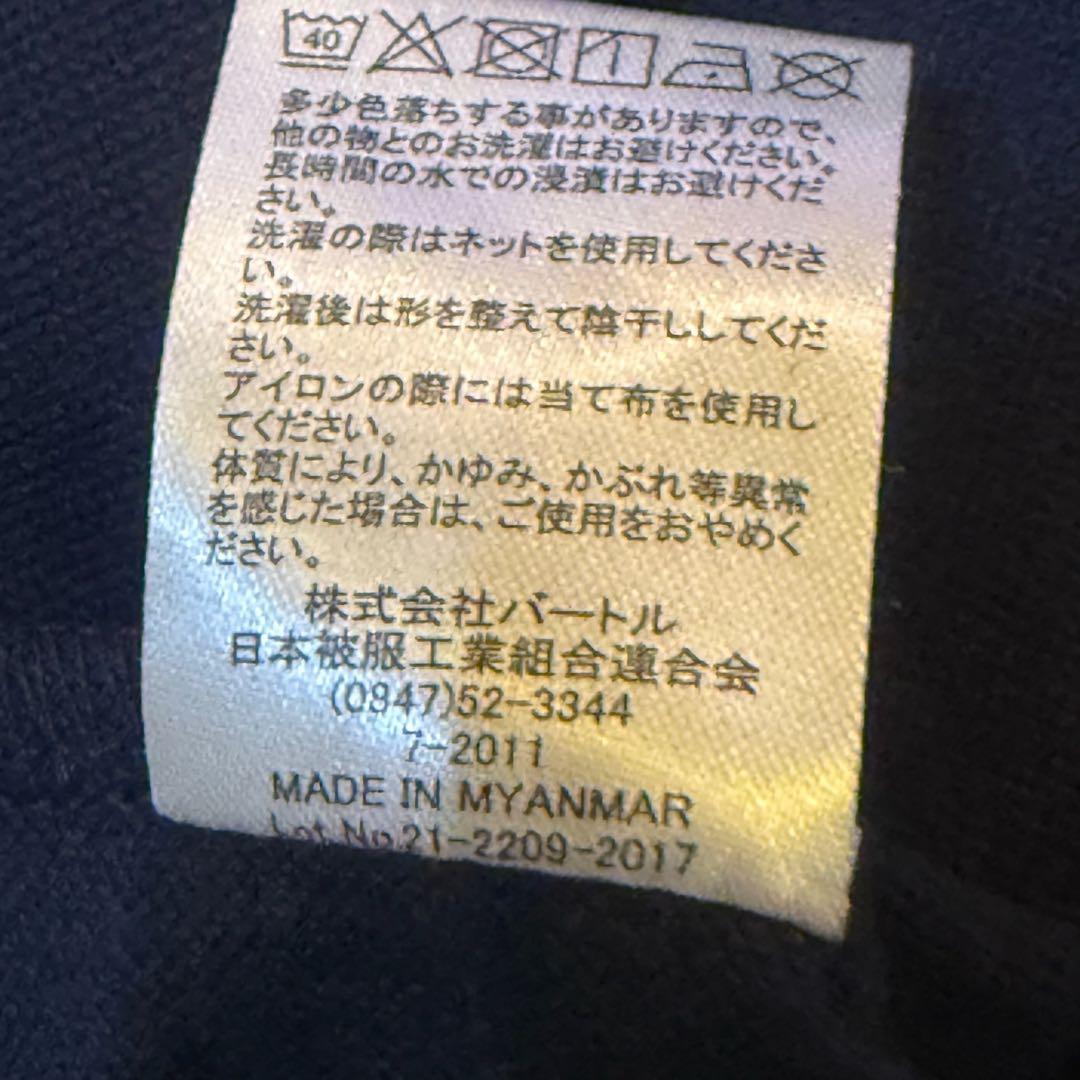 40
多少色落ちする事がありますので、
他の物とのお洗濯はお避けください。
長時間の水での浸漬はお避けくだ
さい。
洗濯の際はネットを使用してくださ
い。
洗濯後は形を整えて陰干ししてくだ
さい。
アイロンの際には当て布を使用し
てください。
体質により、かゆみ、かぶれ等異常
を感じた場合は、ご使用をおやめく
ださい。
株式会社バートル
日本被服工業組合連合会
(0847)52-3344
7-2011
MADE IN MYANMAR
Lot No.21-2209-2017